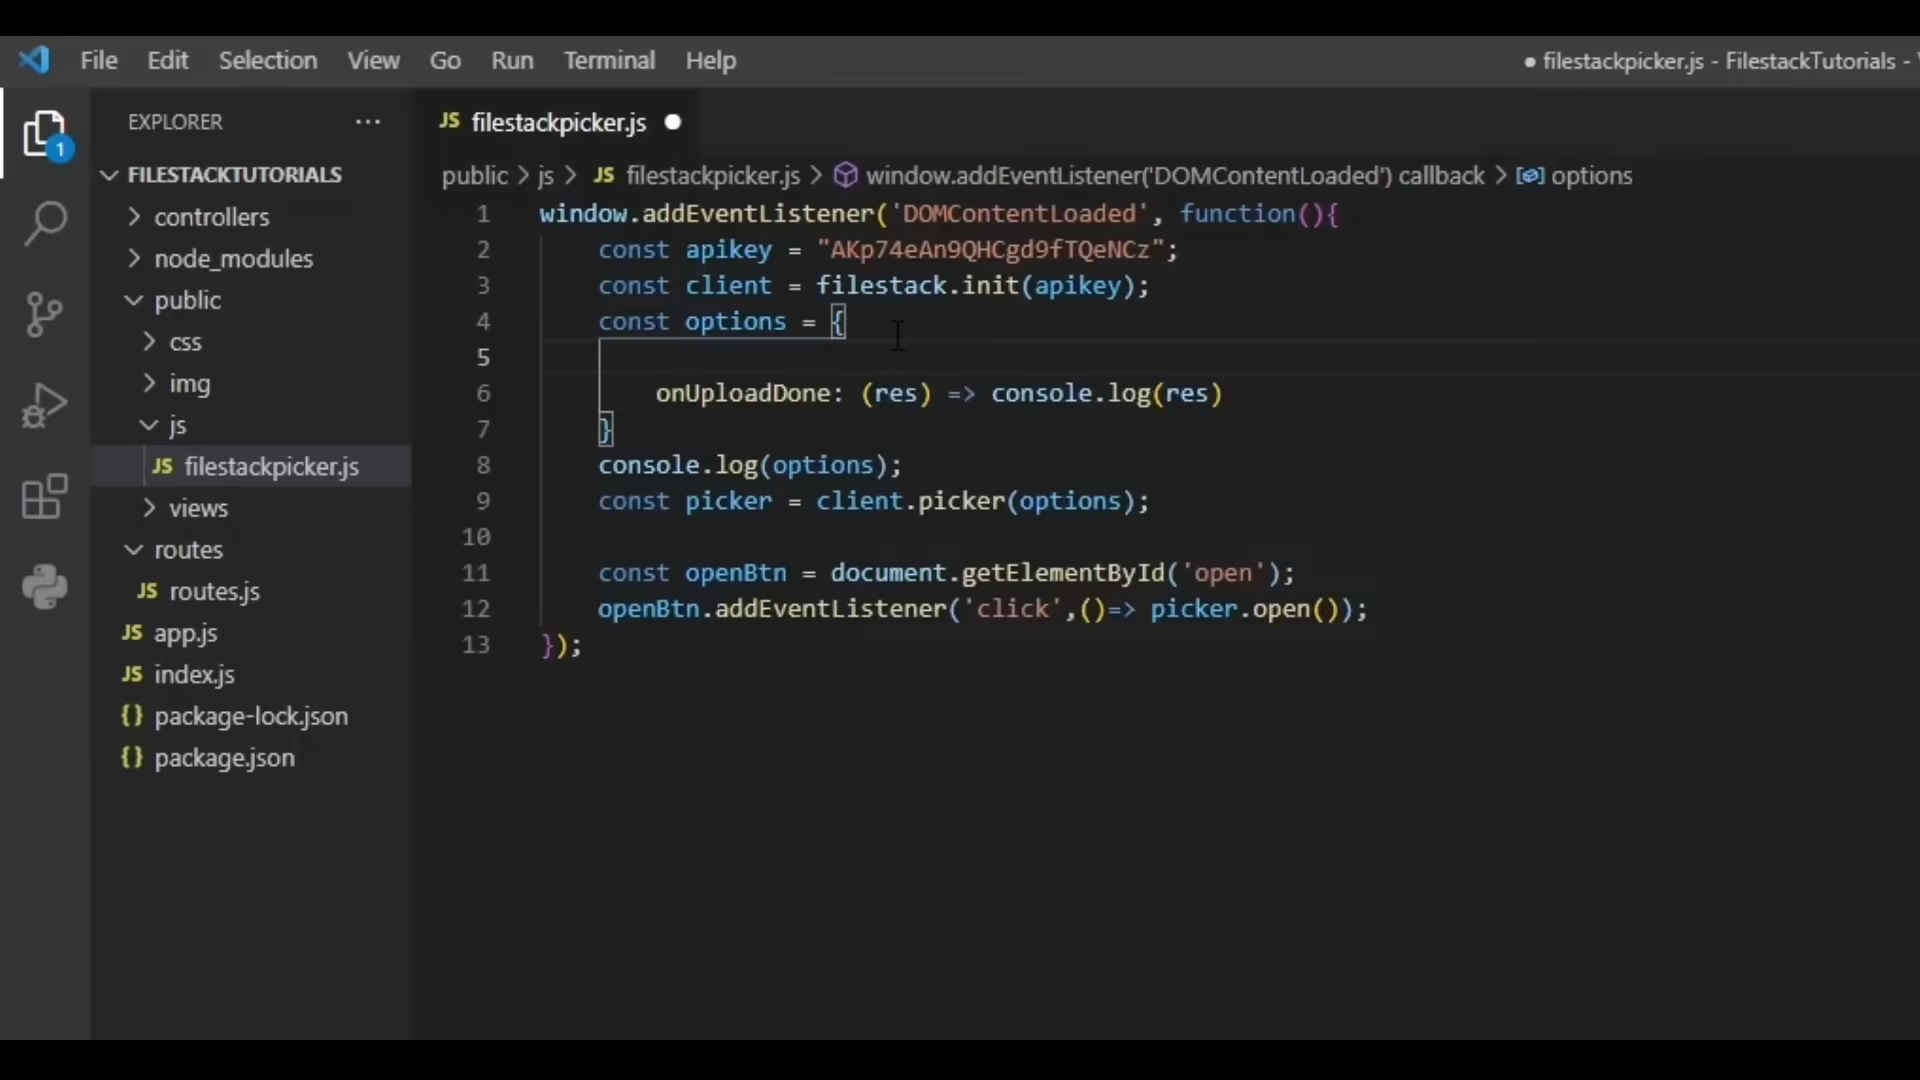 File Edit Selection View Go Run Terminal Help
● filestackpicker.js - FilestackTutorials -
EXPLORER ···
1
FILESTACKTUTORIALS
controllers
node_modules
public
css
img
js
JS filestackpicker.js
views
routes
JS routes.js
JS app.js
JS index.js
{} package-lock.json
{} package.json
JS filestackpicker.js ●
public > js > JS filestackpicker.js > window.addEventListener('DOMContentLoaded') callback > options
1 window.addEventListener('DOMContentLoaded', function(){
2 const apikey = "AKp74eAn9QHCgd9fTQeNCz";
3 const client = filestack.init(apikey);
4 const options = {
5
6 onUploadDone: (res) => console.log(res)
7 }
8 console.log(options);
9 const picker = client.picker(options);
10
11 const openBtn = document.getElementById('open');
12 openBtn.addEventListener('click',()=> picker.open());
13 });